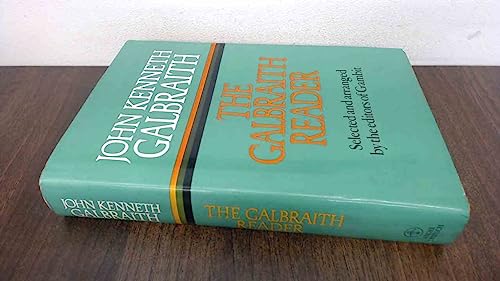 JOHN KENNETH
GALBRAITH
THE
GALBRAITH
READER
Selected and arranged
by the editors of Gambit
JOHN KENNETH
GALBRAITH
THE GALBRAITH
READER